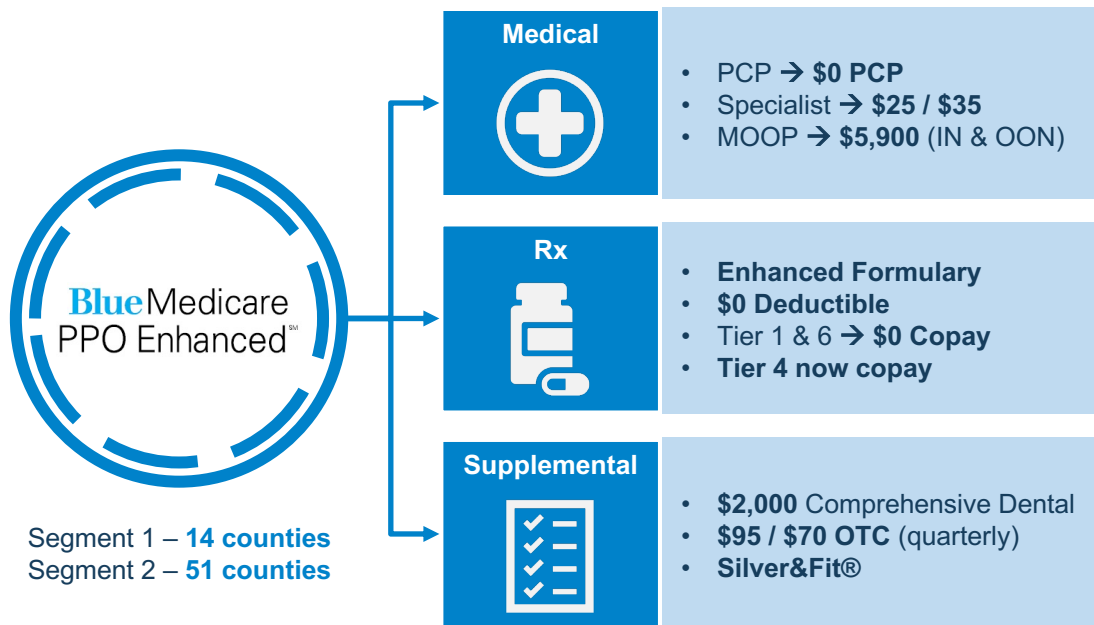 Blue Medicare
PPO Enhanced℠
Segment 1 – 14 counties
Segment 2 – 51 counties
Medical
• PCP → $0 PCP
• Specialist → $25 / $35
• MOOP → $5,900 (IN & OON)
Rx
• Enhanced Formulary
• $0 Deductible
• Tier 1 & 6 → $0 Copay
• Tier 4 now copay
Supplemental
• $2,000 Comprehensive Dental
• $95 / $70 OTC (quarterly)
• Silver&Fit®